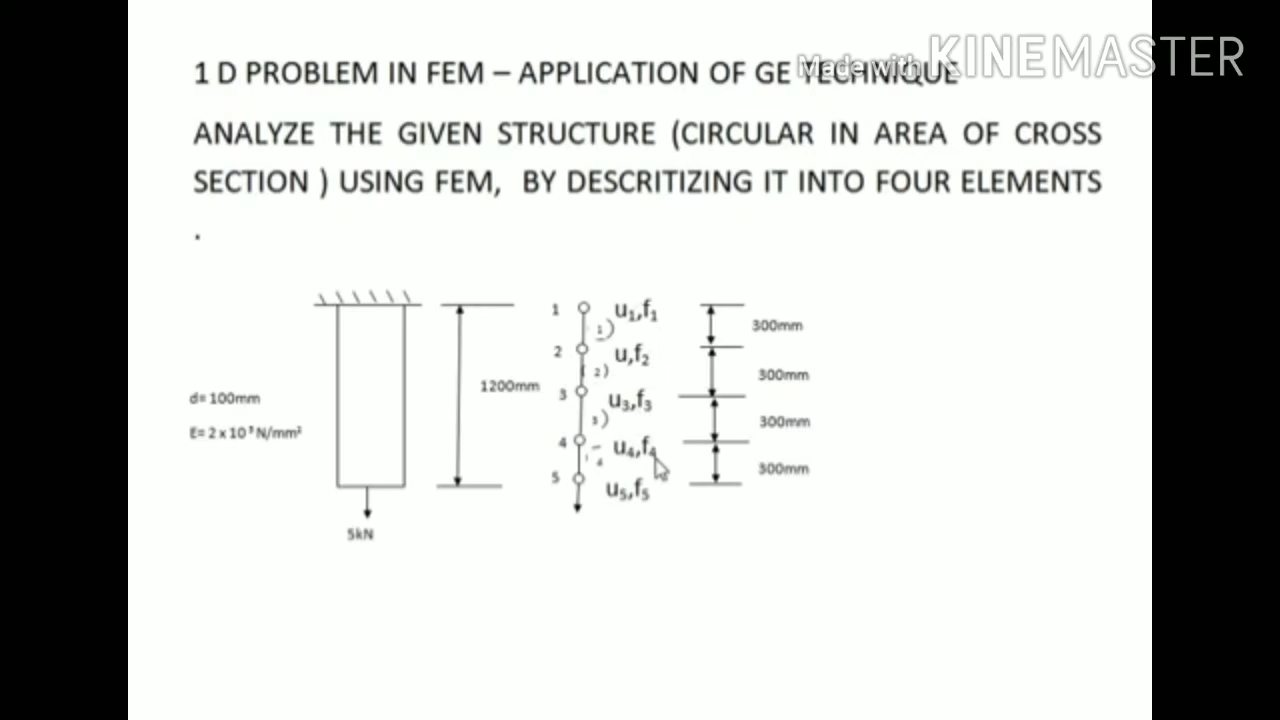 1 D PROBLEM IN FEM – APPLICATION OF GE TECHNIQUE
Made with KINEMASTER
ANALYZE THE GIVEN STRUCTURE (CIRCULAR IN AREA OF CROSS
SECTION ) USING FEM, BY DESCRITIZING IT INTO FOUR ELEMENTS
.
d= 100mm
E= 2 x 10⁵ N/mm²
1200mm
5kN
1 u₁,f₁
1)
2 u,f₂
( 2)
3 u₃,f₃
3)
4 u₄,f₄
4
5 u₅,f₅
300mm
300mm
300mm
300mm